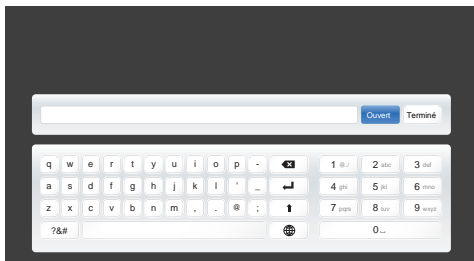 Ouvert Terminé
q w e r t y u i o p - 1 @./ 2 abc 3 def
a s d f g h j k l ' _ 4 ghi 5 jkl 6 mno
z x c v b n m , . @ ; 7 pqrs 8 tuv 9 wxyz
?&# 0